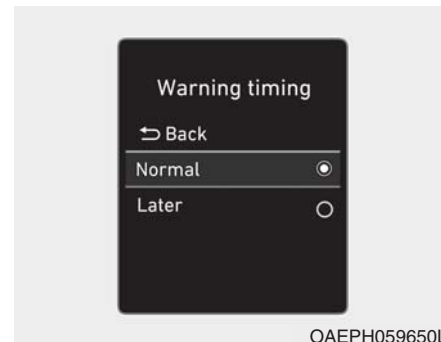 Warning timing
Back
Normal
Later
OAEPH059650L